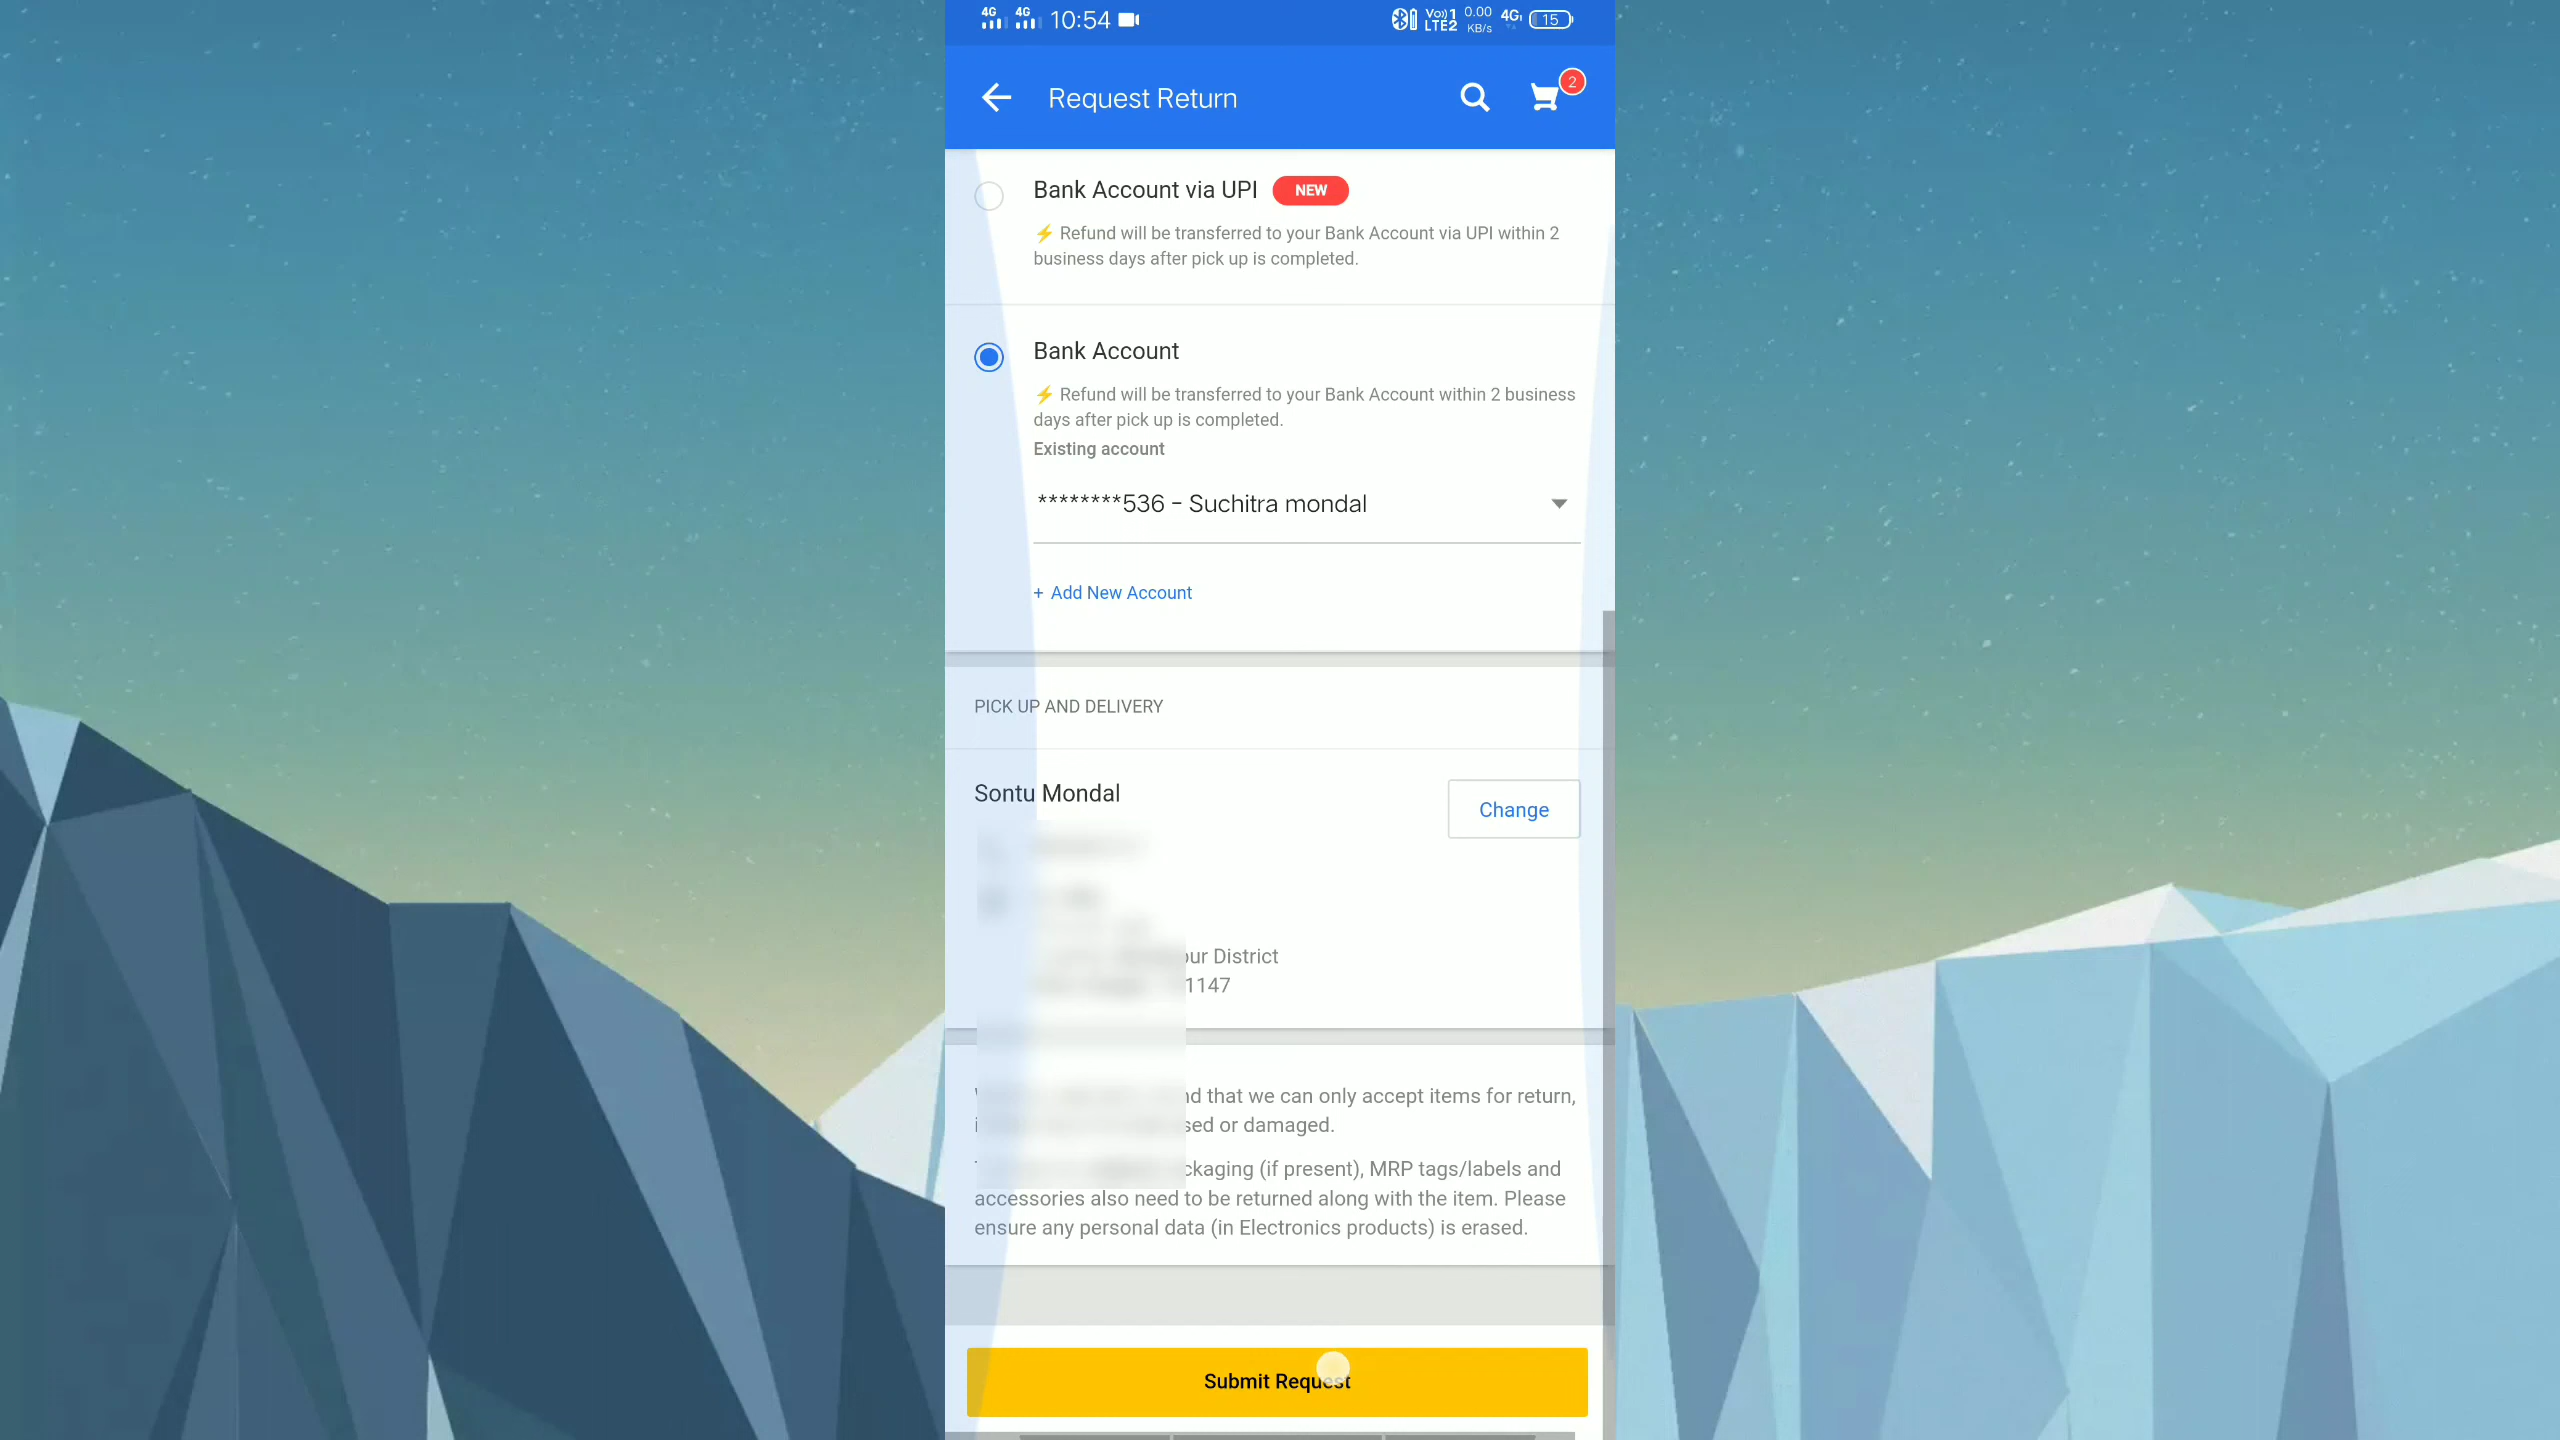 4G 4G 10:54 Vo)) 1 LTE2 0.00 KB/s 4G 15
Request Return 2
Bank Account via UPI NEW
⚡ Refund will be transferred to your Bank Account via UPI within 2
business days after pick up is completed.
Bank Account
⚡ Refund will be transferred to your Bank Account within 2 business
days after pick up is completed.
Existing account
********536 - Suchitra mondal
+ Add New Account
PICK UP AND DELIVERY
Sontu Mondal
Change
District
1147
that we can only accept items for return,
or damaged.
(if present), MRP tags/labels and
accessories also need to be returned along with the item. Please
ensure any personal data (in Electronics products) is erased.
Submit Request